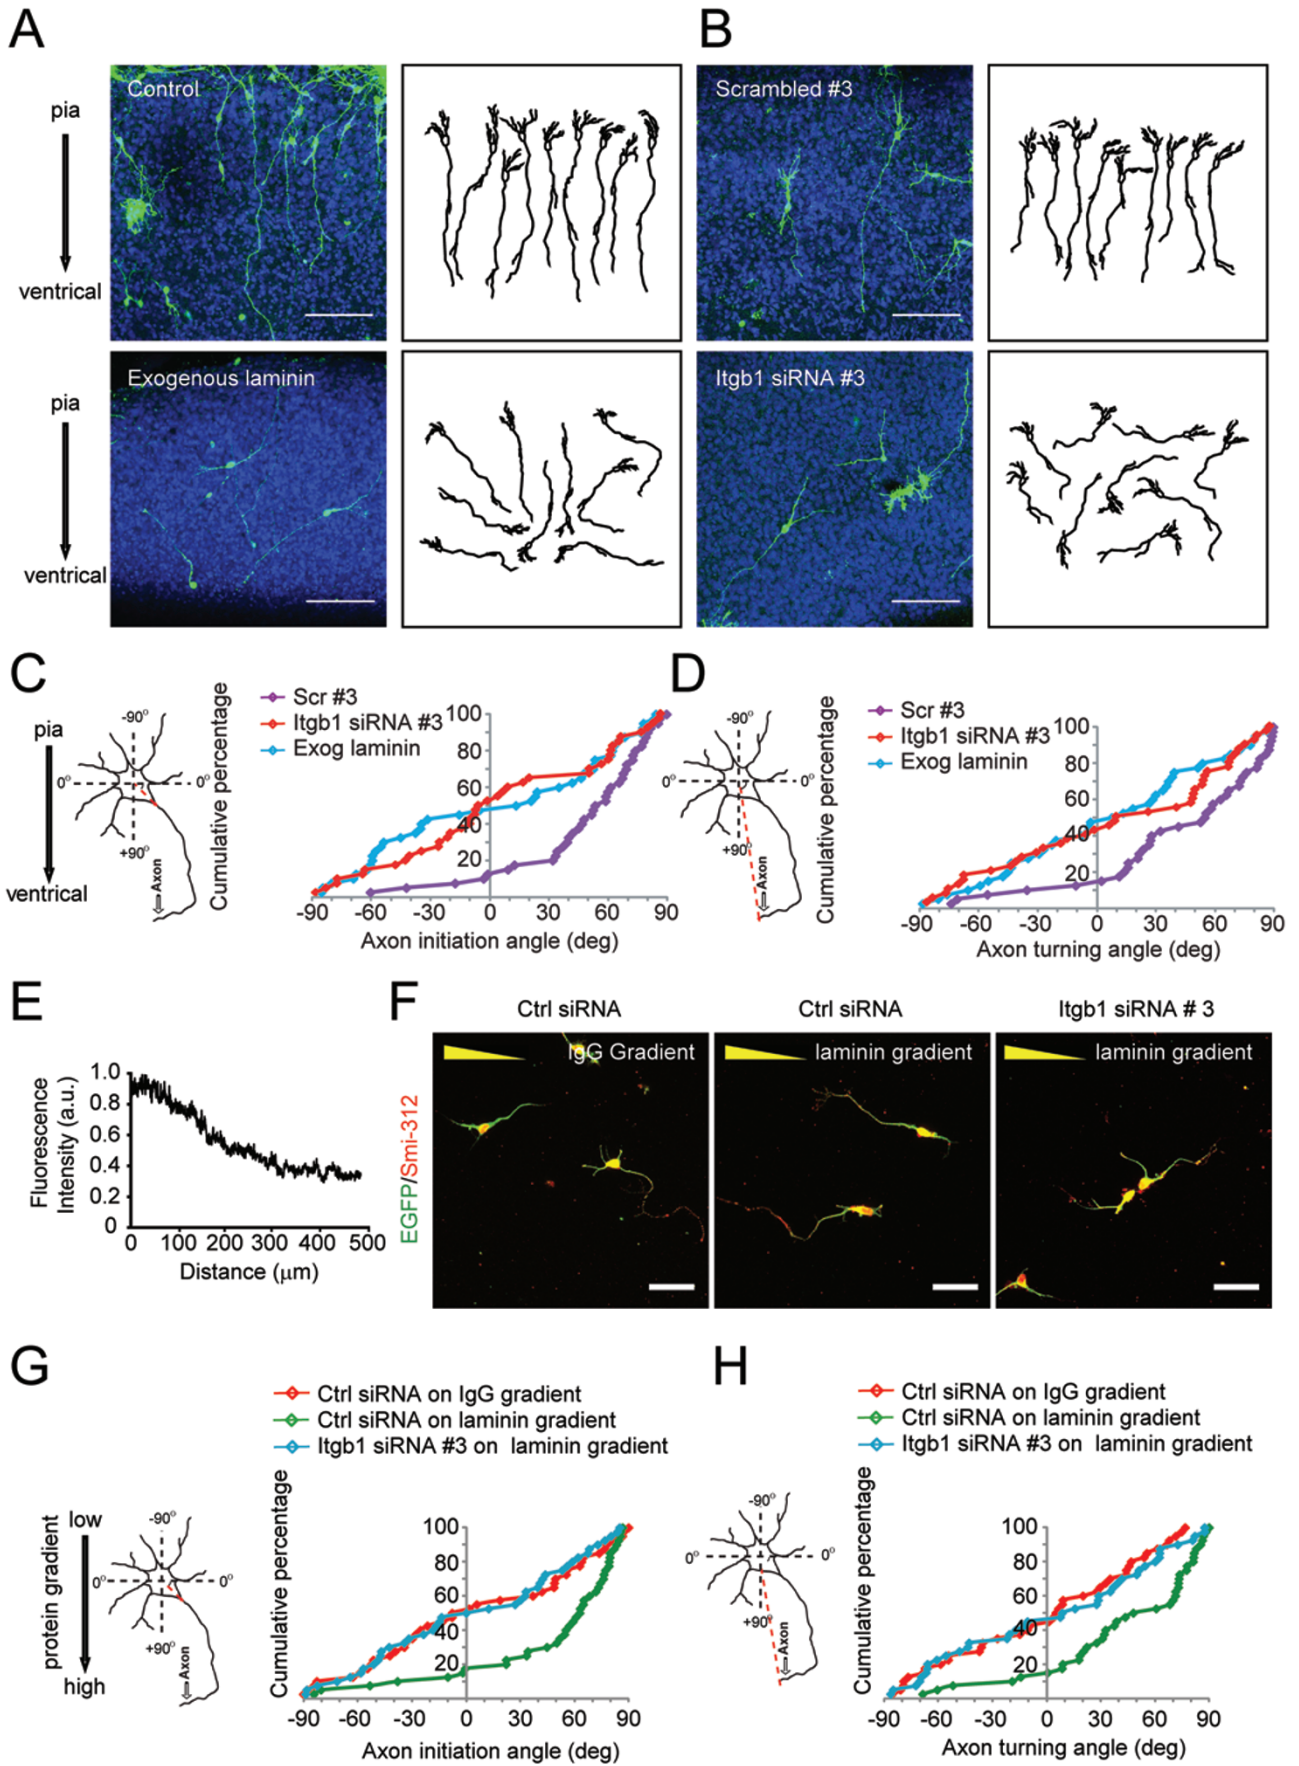 A
B
Control
Scrambled #3
pia
ventrical
Exogenous laminin
Itgb1 siRNA #3
pia
ventrical
C
D
pia
ventrical
-90°
0°
0°
+90°
Axon
Cumulative percentage
Scr #3
Itgb1 siRNA #3
Exog laminin
100
80
60
40
20
-90 -60 -30 0 30 60 90
Axon initiation angle (deg)
-90°
0°
0°
+90°
Axon
Cumulative percentage
Scr #3
Itgb1 siRNA #3
Exog laminin
100
80
60
40
20
-90 -60 -30 0 30 60 90
Axon turning angle (deg)
E
Fluorescence
Intensity (a.u.)
1.0
0.8
0.6
0.4
0.2
0
0 100 200 300 400 500
Distance (μm)
F
Ctrl siRNA
Ctrl siRNA
Itgb1 siRNA # 3
EGFP/Smi-312
IgG Gradient
laminin gradient
laminin gradient
G
Ctrl siRNA on IgG gradient
Ctrl siRNA on laminin gradient
Itgb1 siRNA #3 on laminin gradient
protein gradient
low
high
-90°
0°
0°
+90°
Axon
Cumulative percentage
100
80
60
40
20
-90 -60 -30 0 30 60 90
Axon initiation angle (deg)
H
Ctrl siRNA on IgG gradient
Ctrl siRNA on laminin gradient
Itgb1 siRNA #3 on laminin gradient
-90°
0°
0°
+90°
Axon
Cumulative percentage
100
80
60
40
20
-90 -60 -30 0 30 60 90
Axon turning angle (deg)